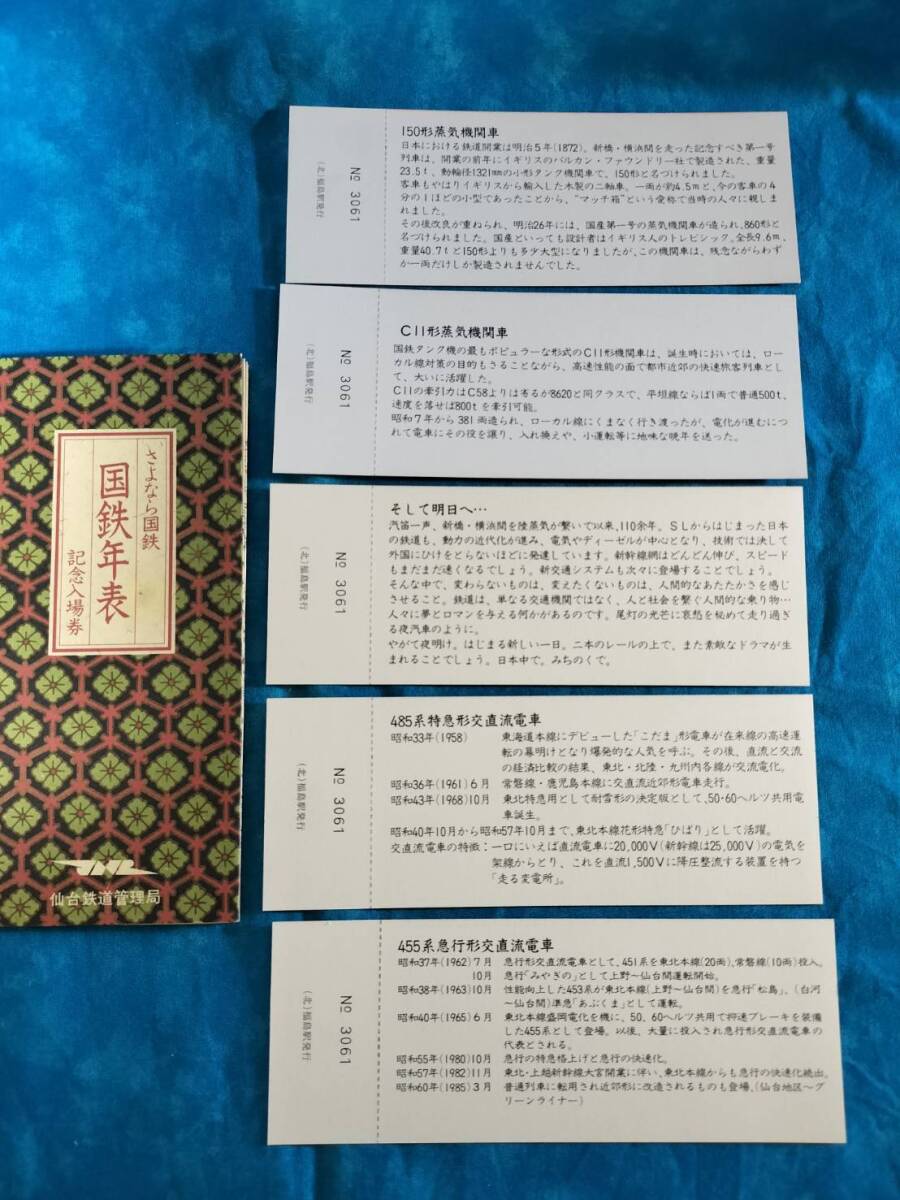 さよなら国鉄
国鉄年表
記念入場券
JNR
仙台鉄道管理局
150形蒸気機関車
日本における鉄道開業は明治5年(1872)。新橋・横浜間を走った記念すべき第一号
列車は、開業の前年にイギリスのバルカン・ファウンドリー社で製造された、重量
23.5t、動輪径1321mmの小形タンク機関車で、150形と名づけられました。
客車もやはりイギリスから輸入した木製の二軸車。一両が約4.5mと、今の客車の4
分の1ほどの小型であったことから、“マッチ箱”という愛称で当時の人々に親しま
れました。
その後改良が重ねられ、明治26年には、国産第一号の蒸気機関車が造られ、860形と
名づけられました。国産といっても設計者はイギリス人のトレビシック。全長9.6m、
重量40.7tと150形よりも多少大型になりましたが、この機関車は、残念ながらわず
か一両だけしか製造されませんでした。
№ 3061
(北)福島駅発行
C11形蒸気機関車
国鉄タンク機の最もポピュラーな形式のC11形機関車は、誕生時においては、ロー
カル線対策の目的もさることながら、高速性能の面で都市近郊の快速旅客列車とし
て、大いに活躍した。
C11の牽引力はC58よりは劣るが8620と同クラスで、平坦線ならば1両で普通500t、
速度を落せば800tを牽引可能。
昭和7年から381両造られ、ローカル線にくまなく行き渡ったが、電化が進むにつ
れて電車にその役を譲り、入れ換えや、小運転等に地味な晩年を送った。
№ 3061
(北)福島駅発行
そして明日へ…
汽笛一声、新橋・横浜間を陸蒸気が繋いで以来、110余年。SLからはじまった日本
の鉄道も、動力の近代化が進み、電気やディーゼルが中心となり、技術では決して
外国にひけをとらないほどに発達しています。新幹線網はどんどん伸び、スピード
もまだまだ速くなるでしょう。新交通システムも次々に登場することでしょう。
そんな中で、変わらないものは、変えたくないものは、人間的なあたたかさを感じ
させること。鉄道は、単なる交通機関ではなく、人と社会を繋ぐ人間的な乗り物…
人々に夢とロマンを与える何かがあるのです。尾灯の光芒に哀愁を秘めて走り過ぎ
る夜汽車のように。
やがて夜明け。はじまる新しい一日。二本のレールの上で、また素敵なドラマが生
まれることでしょう。日本中で。みちのくで。
№ 3061
(北)福島駅発行
485系特急形交直流電車
昭和33年(1958) 東海道本線にデビューした「こだま」形電車が在来線の高速運
転の幕明けとなり爆発的な人気を呼ぶ。その後、直流と交流
の経済比較の結果、東北・北陸・九州内各線が交流電化。
昭和36年(1961)6月 常磐線・鹿児島本線に交直流近郊形電車走行。
昭和43年(1968)10月 東北特急用として耐雪形の決定版として、50・60ヘルツ共用電
車誕生。
昭和40年10月から昭和57年10月まで、東北本線花形特急「ひばり」として活躍。
交直流電車の特徴:一口にいえば直流電車に20,000V(新幹線は25,000V)の電気を
架線からとり、これを直流1,500Vに降圧整流する装置を持つ
「走る変電所」。
№ 3061
(北)福島駅発行
455系急行形交直流電車
昭和37年(1962)7月 急行形交直流電車として、451系を東北本線(20両)、常磐線(10両)投入。
10月 急行「みやぎの」として上野～仙台間運転開始。
昭和38年(1963)10月 性能向上した453系が東北本線(上野～仙台間)を急行「松島」、(白河
～仙台間)準急「あぶくま」として運転。
昭和40年(1965)6月 東北本線盛岡電化を機に、50、60ヘルツ共用で抑速ブレーキを装備
した455系として登場。以後、大量に投入され急行形交直流電車の
代表とされる。
昭和55年(1980)10月 急行の特急格上げと急行の快速化。
昭和57年(1982)11月 東北・上越新幹線大宮開業に伴い、東北本線からも急行の快速化続出。
昭和60年(1985)3月 普通列車に転用され近郊形に改造されるものも登場。(仙台地区～グ
リーンライナー)
№ 3061
(北)福島駅発行